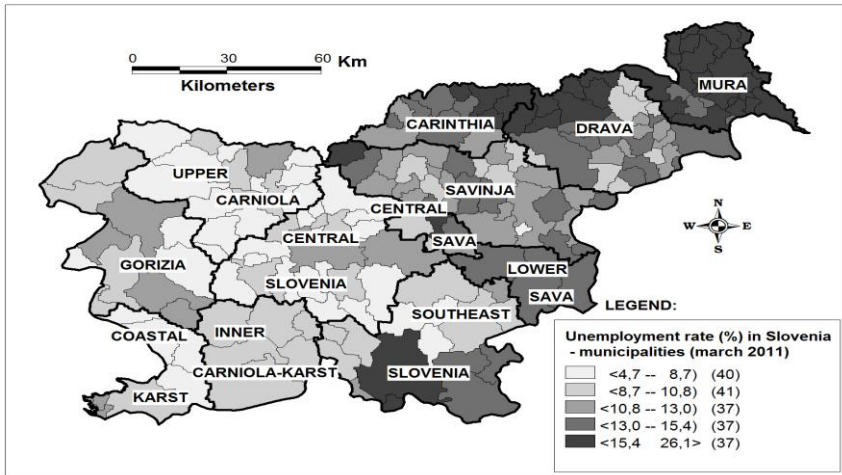 0 30 60 Km
Kilometers
MURA
CARINTHIA
DRAVA
UPPER
CARNIOLA
SAVINJA
CENTRAL
CENTRAL
SAVA
GORIZIA
SLOVENIA
LOWER
SAVA
SOUTHEAST
COASTAL
INNER
CARNIOLA-KARST
SLOVENIA
KARST
N
W E
S
LEGEND:
Unemployment rate (%) in Slovenia
- municipalities (march 2011)
<4,7 -- 8,7) (40)
<8,7 -- 10,8) (41)
<10,8 -- 13,0) (37)
<13,0 -- 15,4) (37)
<15,4 26,1> (37)